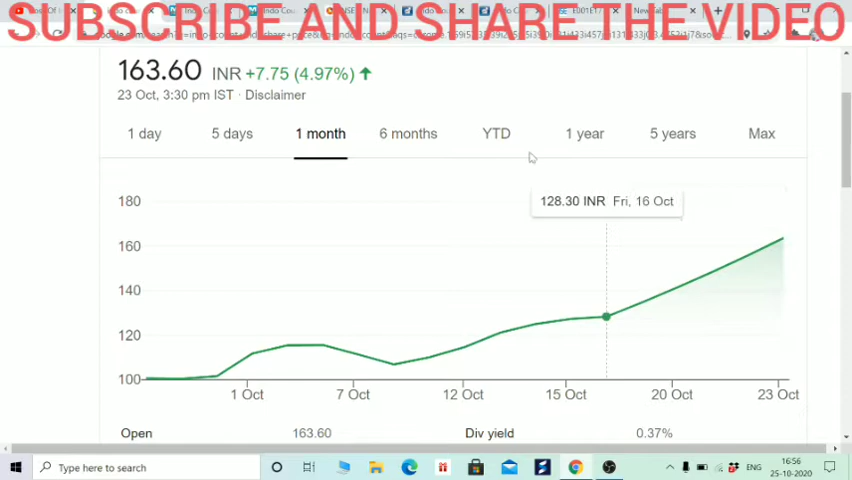 SUBSCRIBE AND SHARE THE VIDEO
163.60 INR +7.75 (4.97%)
23 Oct, 3:30 pm IST · Disclaimer
1 day 5 days 1 month 6 months YTD 1 year 5 years Max
128.30 INR Fri, 16 Oct
180
160
140
120
100
1 Oct 7 Oct 12 Oct 15 Oct 20 Oct 23 Oct
Open 163.60 Div yield 0.37%
Type here to search
ENG
16:56
25-10-2020